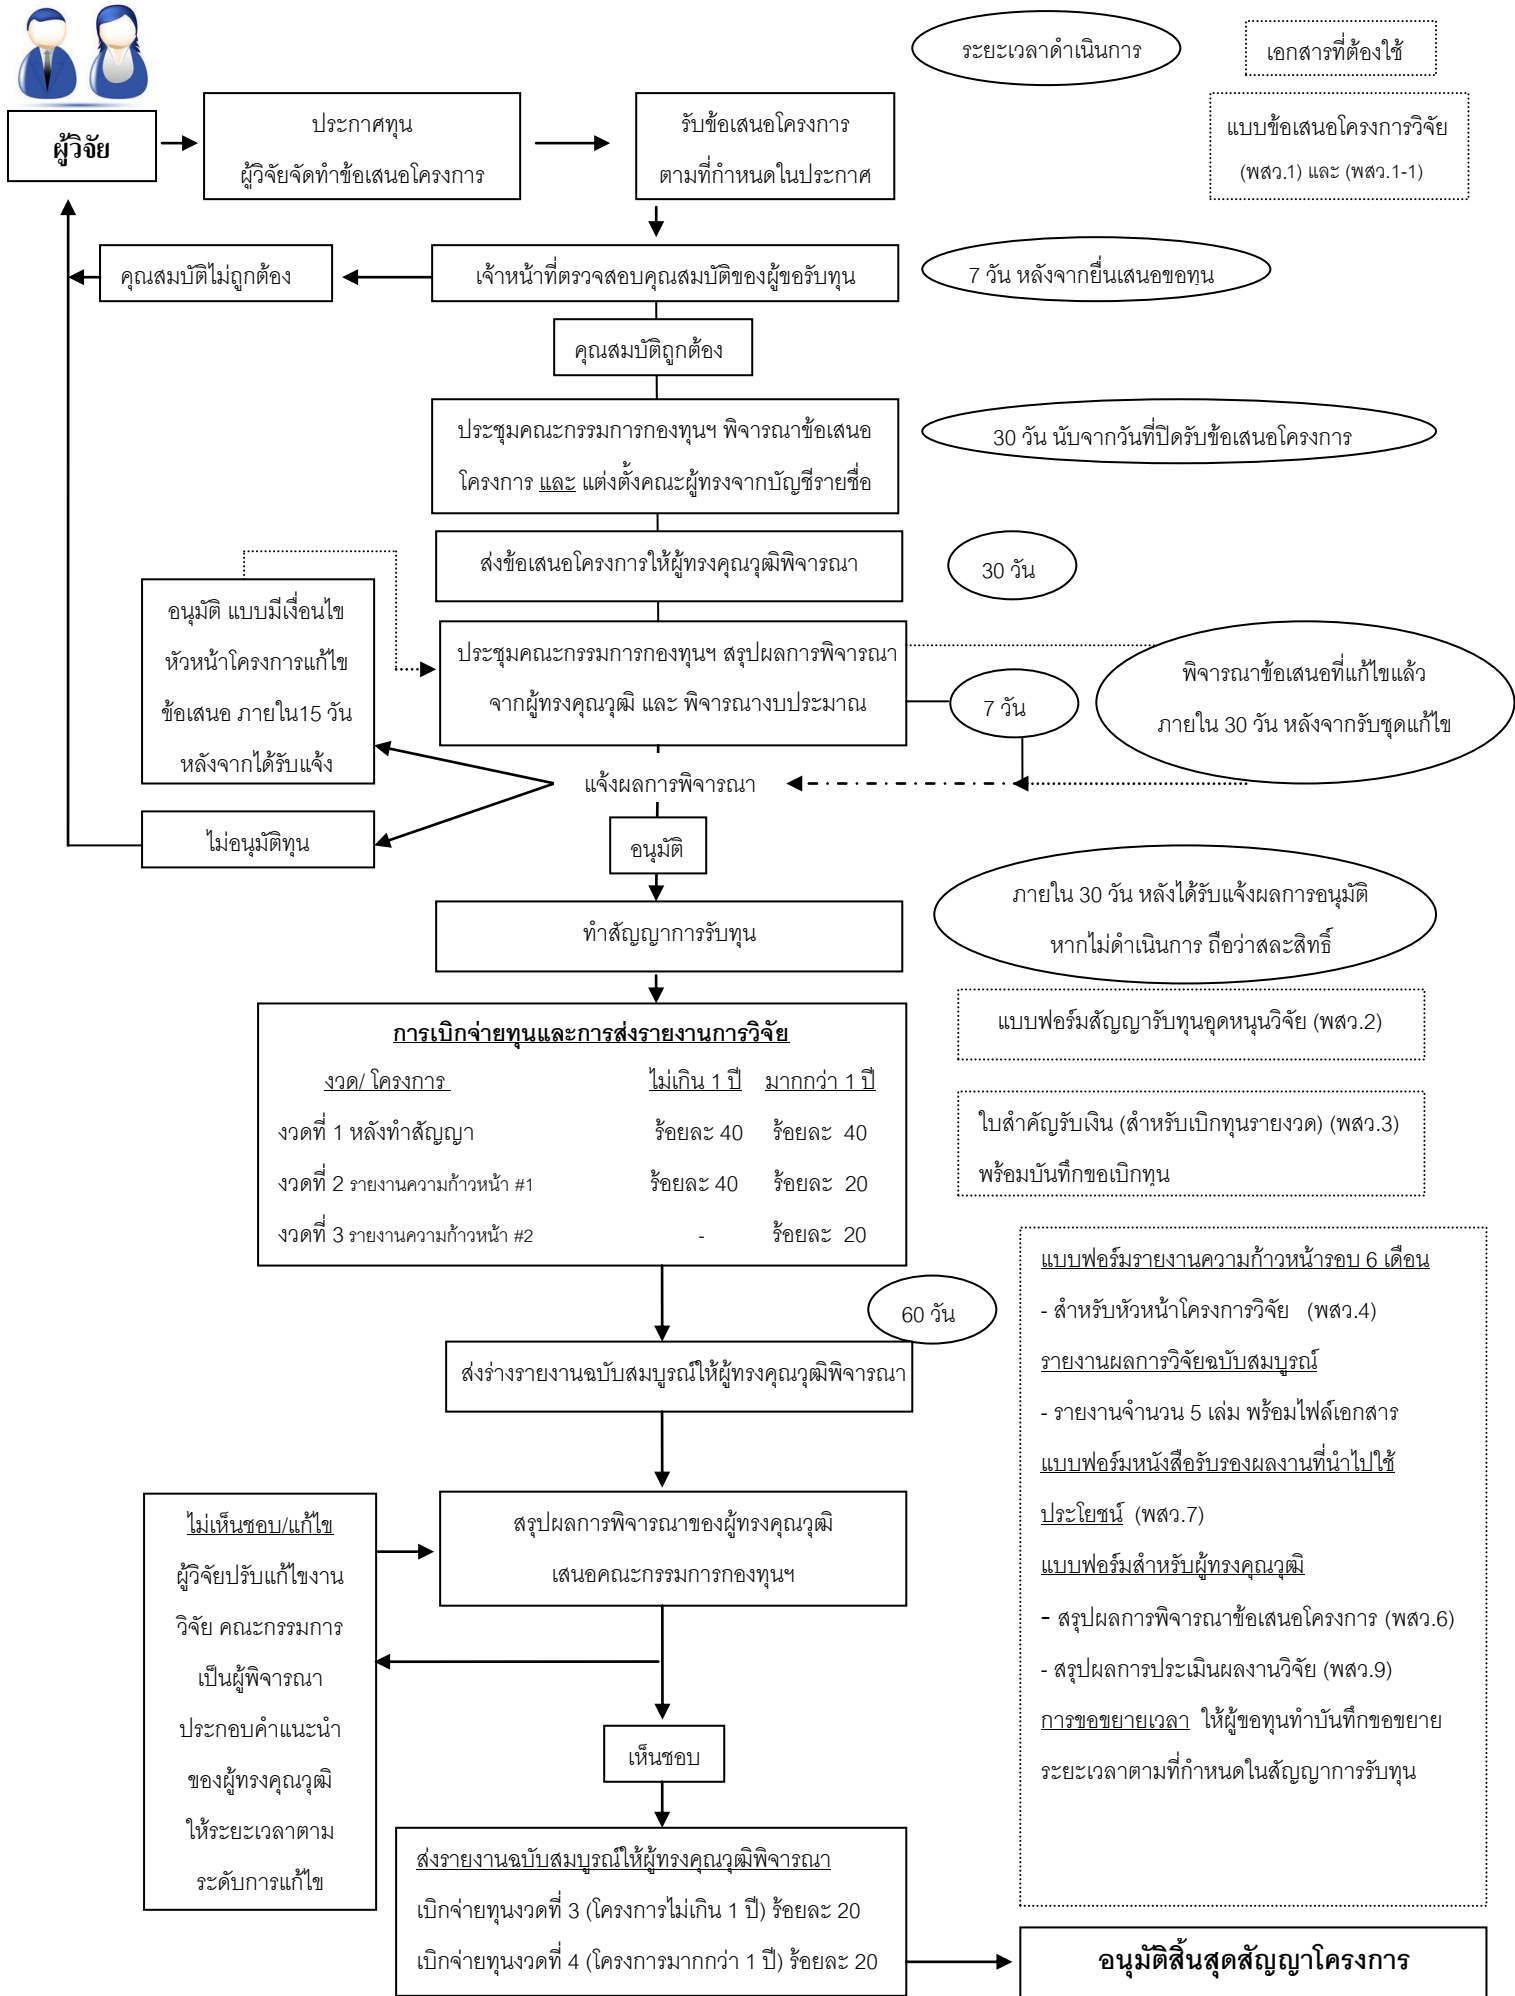 ระยะเวลาดำเนินการ
เอกสารที่ต้องใช้
ผู้วิจัย
ประกาศทุน
ผู้วิจัยจัดทำข้อเสนอโครงการ
รับข้อเสนอโครงการ
ตามที่กำหนดในประกาศ
แบบข้อเสนอโครงการวิจัย
(พสว.1) และ (พสว.1-1)
คุณสมบัติไม่ถูกต้อง
เจ้าหน้าที่ตรวจสอบคุณสมบัติของผู้ขอรับทุน
7 วัน หลังจากยื่นเสนอขอทุน
คุณสมบัติถูกต้อง
ประชุมคณะกรรมการกองทุนฯ พิจารณาข้อเสนอ
โครงการ และ แต่งตั้งคณะผู้ทรงจากบัญชีรายชื่อ
30 วัน นับจากวันที่ปิดรับข้อเสนอโครงการ
ส่งข้อเสนอโครงการให้ผู้ทรงคุณวุฒิพิจารณา
30 วัน
อนุมัติ แบบมีเงื่อนไข
หัวหน้าโครงการแก้ไข
ข้อเสนอ ภายใน15 วัน
หลังจากได้รับแจ้ง
ประชุมคณะกรรมการกองทุนฯ สรุปผลการพิจารณา
จากผู้ทรงคุณวุฒิ และ พิจารณางบประมาณ
7 วัน
พิจารณาข้อเสนอที่แก้ไขแล้ว
ภายใน 30 วัน หลังจากรับชุดแก้ไข
แจ้งผลการพิจารณา
ไม่อนุมัติทุน
อนุมัติ
ทำสัญญาการรับทุน
ภายใน 30 วัน หลังได้รับแจ้งผลการอนุมัติ
หากไม่ดำเนินการ ถือว่าสละสิทธิ์
การเบิกจ่ายทุนและการส่งรายงานการวิจัย
งวด/ โครงการ ไม่เกิน 1 ปี มากกว่า 1 ปี
งวดที่ 1 หลังทำสัญญา ร้อยละ 40 ร้อยละ 40
งวดที่ 2 รายงานความก้าวหน้า #1 ร้อยละ 40 ร้อยละ 20
งวดที่ 3 รายงานความก้าวหน้า #2 - ร้อยละ 20
แบบฟอร์มสัญญารับทุนอุดหนุนวิจัย (พสว.2)
ใบสำคัญรับเงิน (สำหรับเบิกทุนรายงวด) (พสว.3)
พร้อมบันทึกขอเบิกทุน
60 วัน
ส่งร่างรายงานฉบับสมบูรณ์ให้ผู้ทรงคุณวุฒิพิจารณา
แบบฟอร์มรายงานความก้าวหน้ารอบ 6 เดือน
- สำหรับหัวหน้าโครงการวิจัย (พสว.4)
รายงานผลการวิจัยฉบับสมบูรณ์
- รายงานจำนวน 5 เล่ม พร้อมไฟล์เอกสาร
แบบฟอร์มหนังสือรับรองผลงานที่นำไปใช้
ประโยชน์ (พสว.7)
แบบฟอร์มสำหรับผู้ทรงคุณวุฒิ
- สรุปผลการพิจารณาข้อเสนอโครงการ (พสว.6)
- สรุปผลการประเมินผลงานวิจัย (พสว.9)
การขอขยายเวลา ให้ผู้ขอทุนทำบันทึกขอขยาย
ระยะเวลาตามที่กำหนดในสัญญาการรับทุน
ไม่เห็นชอบ/แก้ไข
ผู้วิจัยปรับแก้ไขงาน
วิจัย คณะกรรมการ
เป็นผู้พิจารณา
ประกอบคำแนะนำ
ของผู้ทรงคุณวุฒิ
ให้ระยะเวลาตาม
ระดับการแก้ไข
สรุปผลการพิจารณาของผู้ทรงคุณวุฒิ
เสนอคณะกรรมการกองทุนฯ
เห็นชอบ
ส่งรายงานฉบับสมบูรณ์ให้ผู้ทรงคุณวุฒิพิจารณา
เบิกจ่ายทุนงวดที่ 3 (โครงการไม่เกิน 1 ปี) ร้อยละ 20
เบิกจ่ายทุนงวดที่ 4 (โครงการมากกว่า 1 ปี) ร้อยละ 20
อนุมัติสิ้นสุดสัญญาโครงการ